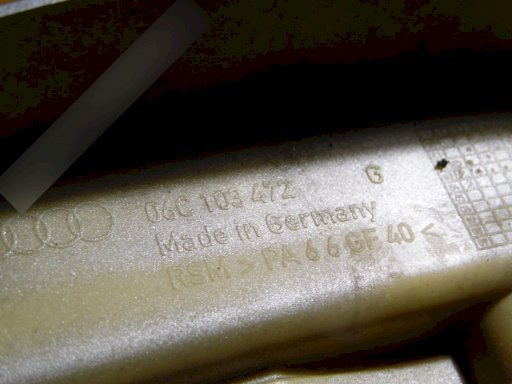 06C 103 472 G
Made in Germany
RSM >PA 6 6 GF 40<